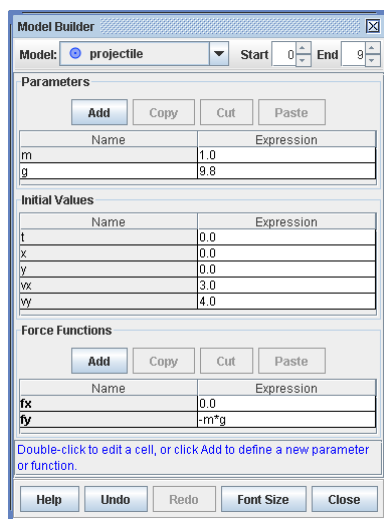 Model Builder
Model: projectile Start 0 End 9
Parameters
Add Copy Cut Paste
Name Expression
m 1.0
g 9.8
Initial Values
Name Expression
t 0.0
x 0.0
y 0.0
vx 3.0
vy 4.0
Force Functions
Add Copy Cut Paste
Name Expression
fx 0.0
fy -m*g
Double-click to edit a cell, or click Add to define a new parameter
or function.
Help Undo Redo Font Size Close